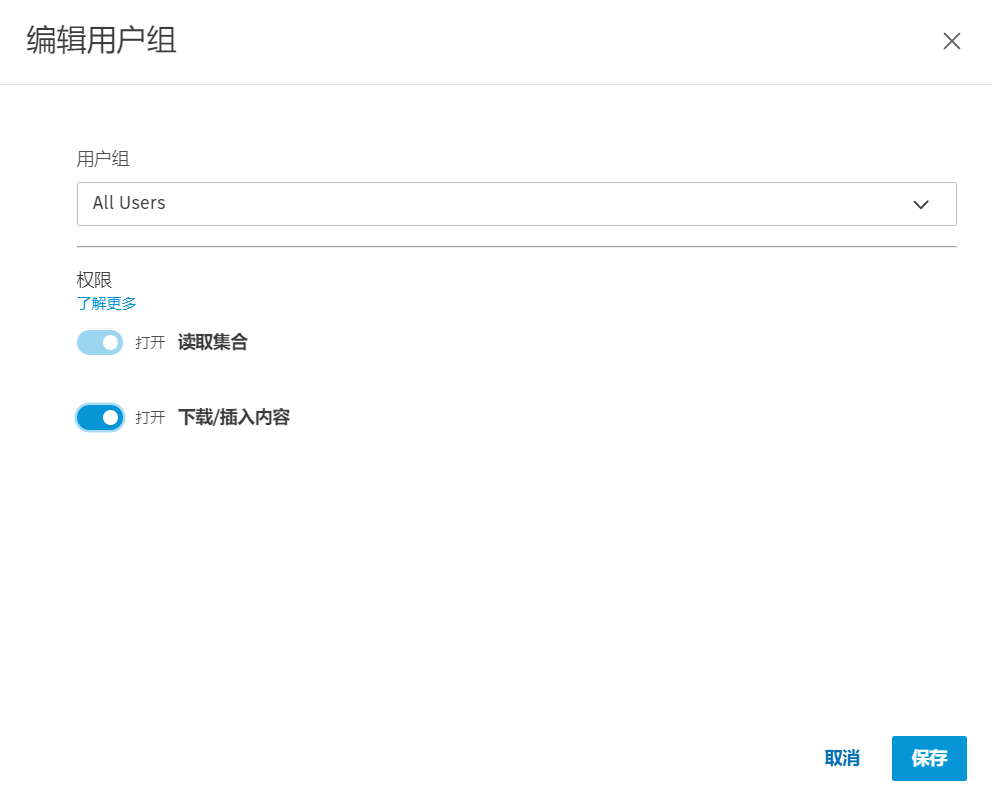 编辑用户组
用户组
All Users
权限
了解更多
打开 读取集合
打开 下载/插入内容
取消 保存